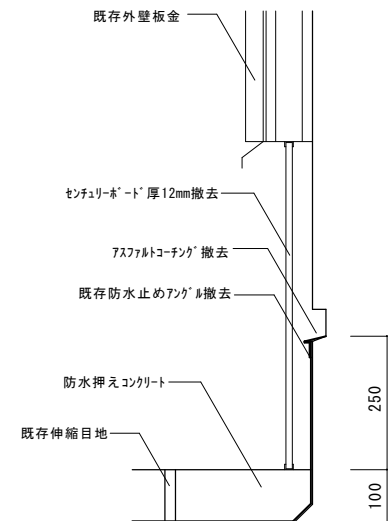 既存外壁板金
ｾﾝﾁｭﾘｰﾎﾞｰﾄﾞ厚12mm撤去
ｱｽﾌｧﾙﾄｺｰﾁﾝｸﾞ撤去
既存防水止めｱﾝｸﾞﾙ撤去
250
防水押えｺﾝｸﾘｰﾄ
既存伸縮目地
100